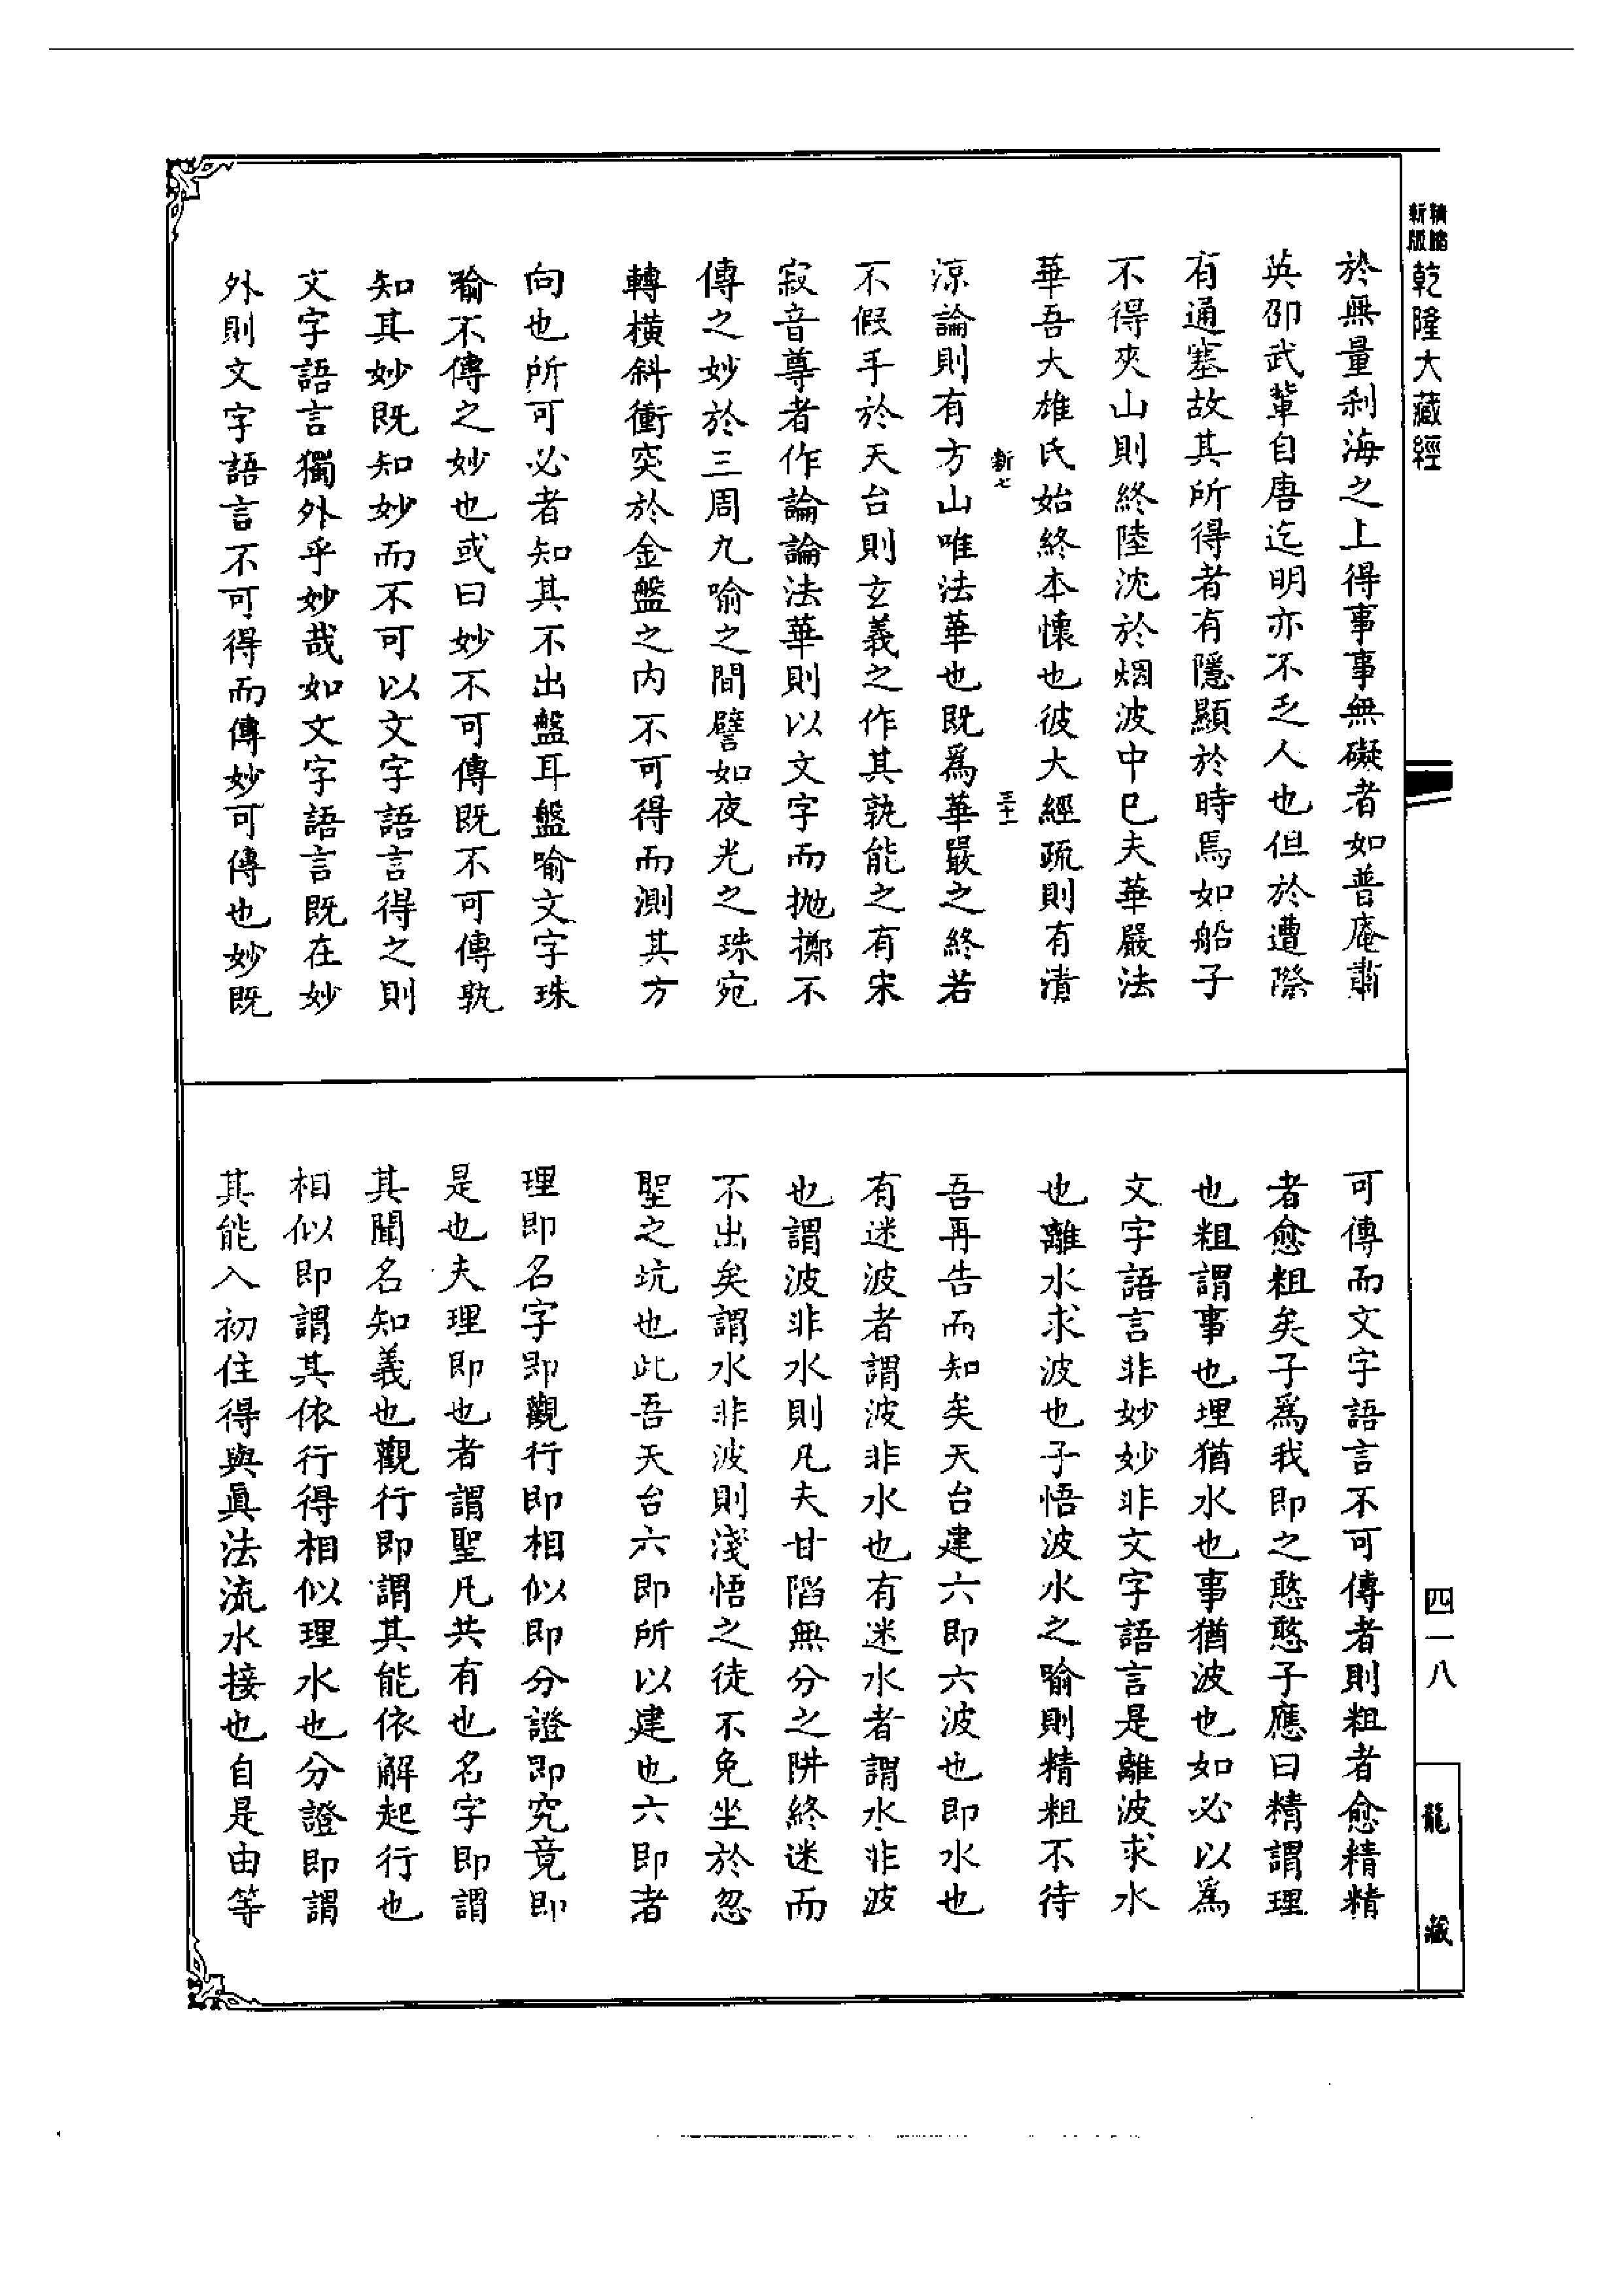 精縮新版
乾隆大藏經
於無量剎海之上得事事無礙者如普庵肅
英邵武輩自唐迄明亦不乏人也但於遭際
有通塞故其所得者有隱顯於時焉如船子
不得夾山則終陸沈於烟波中巳夫華嚴法
華吾大雄氏始終本懷也彼大經疏則有清
新七
三十一
涼論則有方山唯法華也既爲華嚴之終若
不假手於天台則玄義之作其孰能之有宋
寂音尊者作論論法華則以文字而拋擲不
傳之妙於三周九喻之間譬如夜光之珠宛
轉橫斜衝突於金盤之內不可得而測其方
向也所可必者知其不出盤耳盤喻文字珠
喻不傳之妙也或曰妙不可傳既不可傳孰
知其妙既知妙而不可以文字語言得之則
文字語言獨外乎妙哉如文字語言既在妙
外則文字語言不可得而傳妙可傳也妙既
可傳而文字語言不可傳者則粗者愈精精
者愈粗矣子爲我即之憨憨子應曰精謂理
也粗謂事也理猶水也事猶波也如必以爲
文字語言非妙妙非文字語言是離波求水
也離水求波也子悟波水之喻則精粗不待
吾再告而知矣天台建六即六波也即水也
有迷波者謂波非水也有迷水者謂水非波
也謂波非水則凡夫甘陷無分之阱終迷而
不出矣謂水非波則淺悟之徒不免坐於忽
聖之坑也此吾天台六即所以建也六即者
理即名字即觀行即相似即分證即究竟即
是也夫理即也者謂聖凡共有也名字即謂
其聞名知義也觀行即謂其能依解起行也
相似即謂其依行得相似理水也分證即謂
其能入初住得與眞法流水接也自是由等
四一八
龍藏